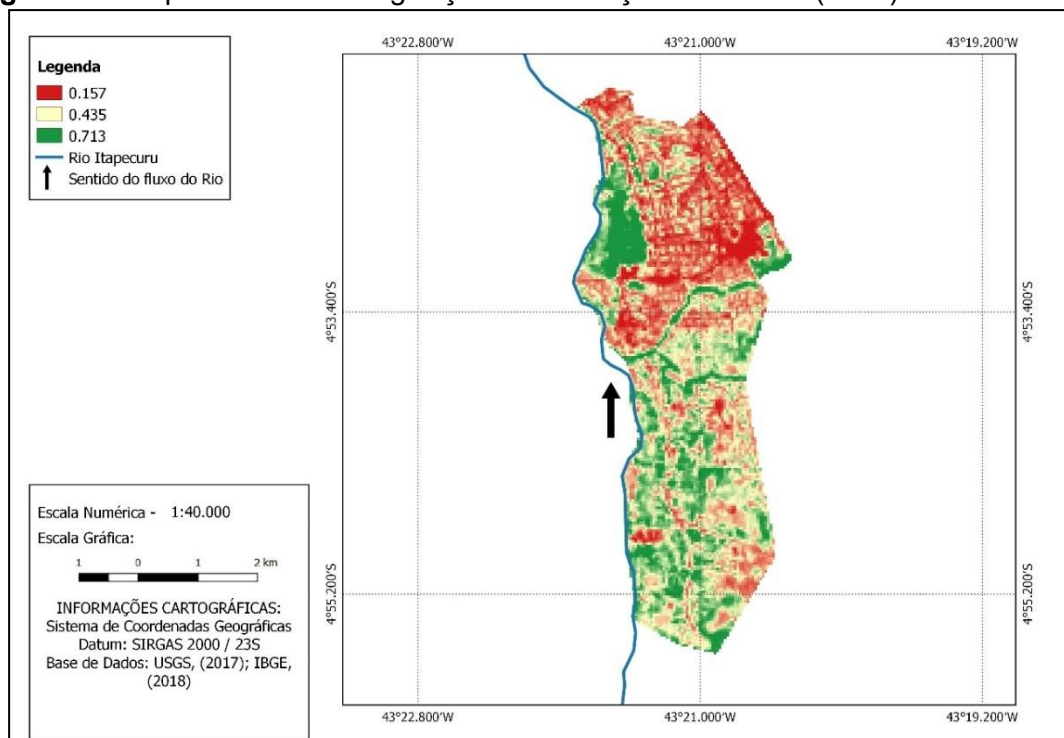 Legenda
0.157
0.435
0.713
Rio Itapecuru
Sentido do fluxo do Rio
43°22.800'W
43°21.000'W
43°19.200'W
4°53.400'S
4°53.400'S
4°55.200'S
4°55.200'S
43°22.800'W
43°21.000'W
43°19.200'W
Escala Numérica - 1:40.000
Escala Gráfica:
1 0 1 2 km
INFORMAÇÕES CARTOGRÁFICAS:
Sistema de Coordenadas Geográficas
Datum: SIRGAS 2000 / 23S
Base de Dados: USGS, (2017); IBGE,
(2018)